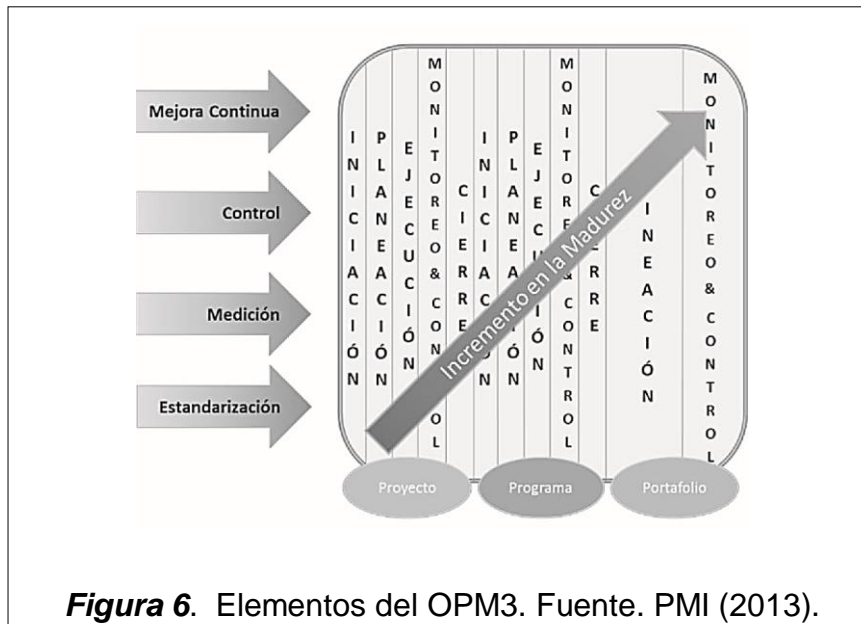 Mejora Continua
Control
Medición
Estandarización
INICIACIÓN
PLANEACIÓN
EJECUCIÓN
MONITOREO & CONTROL
CIERRE
INICIACIÓN
PLANEACIÓN
EJECUCIÓN
MONITOREO & CONTROL
CIERRE
INEACIÓN
MONITOREO & CONTROL
Incremento en la Madurez
Proyecto
Programa
Portafolio
Figura 6. Elementos del OPM3. Fuente. PMI (2013).